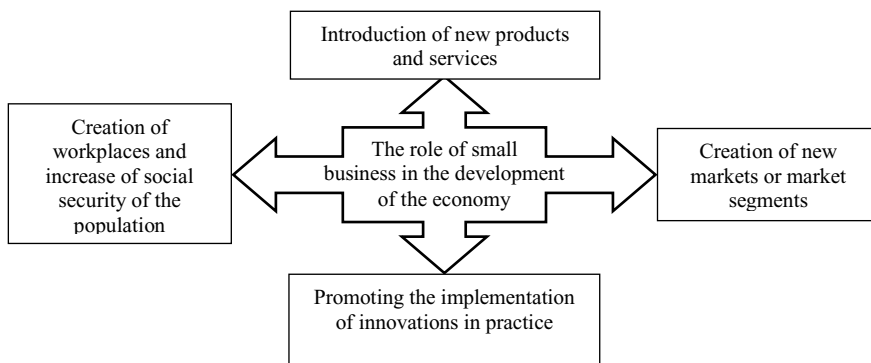 Introduction of new products
and services
Creation of
workplaces and
increase of social
security of the
population
The role of small
business in the development
of the economy
Creation of new
markets or market
segments
Promoting the implementation
of innovations in practice